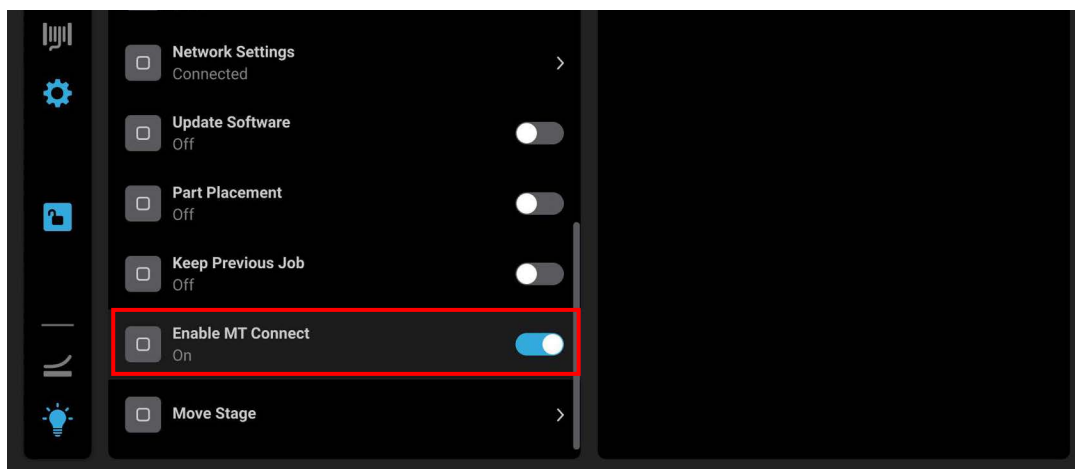 Network Settings
Connected
Update Software
Off
Part Placement
Off
Keep Previous Job
Off
Enable MT Connect
On
Move Stage